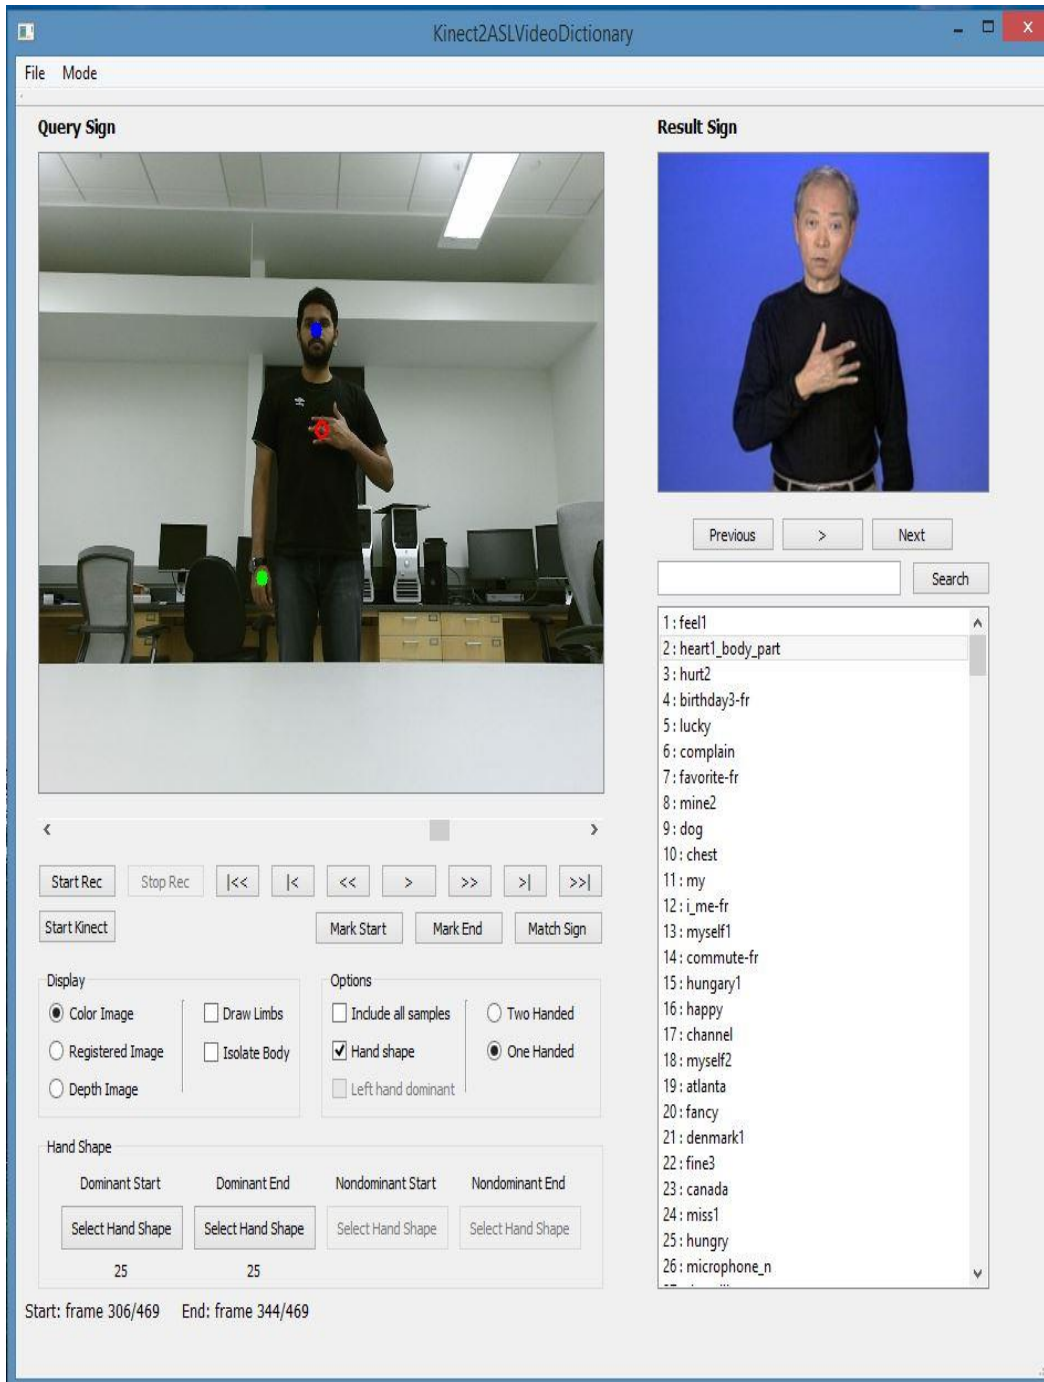 Kinect2ASLVideoDictionary
File Mode
Query Sign
Result Sign
Previous > Next
Search
1 : feel1
2 : heart1_body_part
3 : hurt2
4 : birthday3-fr
5 : lucky
6 : complain
7 : favorite-fr
8 : mine2
9 : dog
10 : chest
11 : my
12 : i_me-fr
13 : myself1
14 : commute-fr
15 : hungary1
16 : happy
17 : channel
18 : myself2
19 : atlanta
20 : fancy
21 : denmark1
22 : fine3
23 : canada
24 : miss1
25 : hungry
26 : microphone_n
Start Rec Stop Rec |<< |< << > >> >| >>|
Start Kinect Mark Start Mark End Match Sign
Display
Color Image Draw Limbs
Registered Image Isolate Body
Depth Image
Options
Include all samples Two Handed
Hand shape One Handed
Left hand dominant
Hand Shape
Dominant Start Dominant End Nondominant Start Nondominant End
Select Hand Shape Select Hand Shape Select Hand Shape Select Hand Shape
25 25
Start: frame 306/469 End: frame 344/469